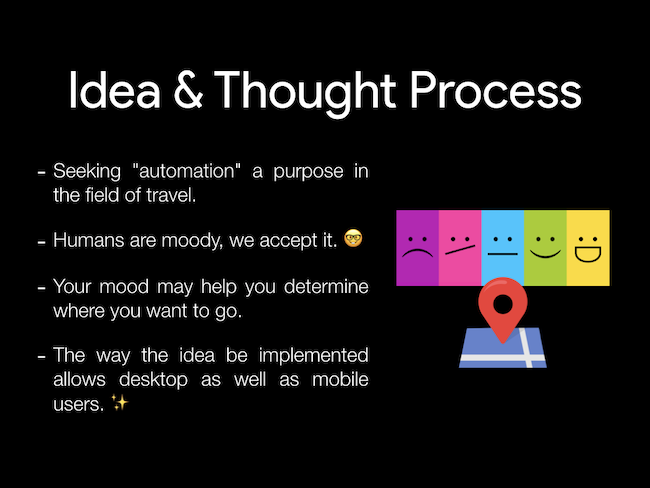 Idea & Thought Process
- Seeking "automation" a purpose in
the field of travel.
- Humans are moody, we accept it. 🤓
- Your mood may help you determine
where you want to go.
- The way the idea be implemented
allows desktop as well as mobile
users. ✨